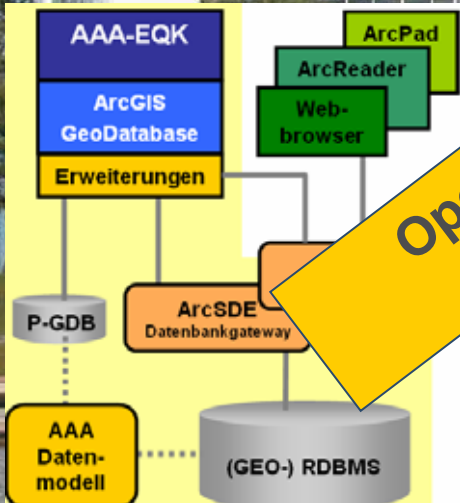 AAA-EQK
ArcGIS
GeoDatabase
Erweiterungen
ArcPad
ArcReader
Web-
browser
P-GDB
ArcSDE
Datenbankgateway
AAA
Daten-
modell
(GEO-) RDBMS